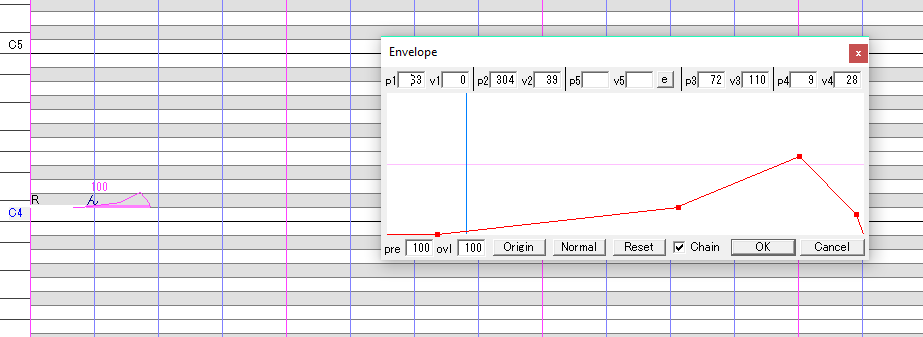 C5
Envelope
x
p1 63 v1 0 p2 304 v2 39 p5 v5 e p3 72 v3 110 p4 9 v4 28
100
R
C4
pre 100 ovl 100 Origin Normal Reset Chain OK Cancel